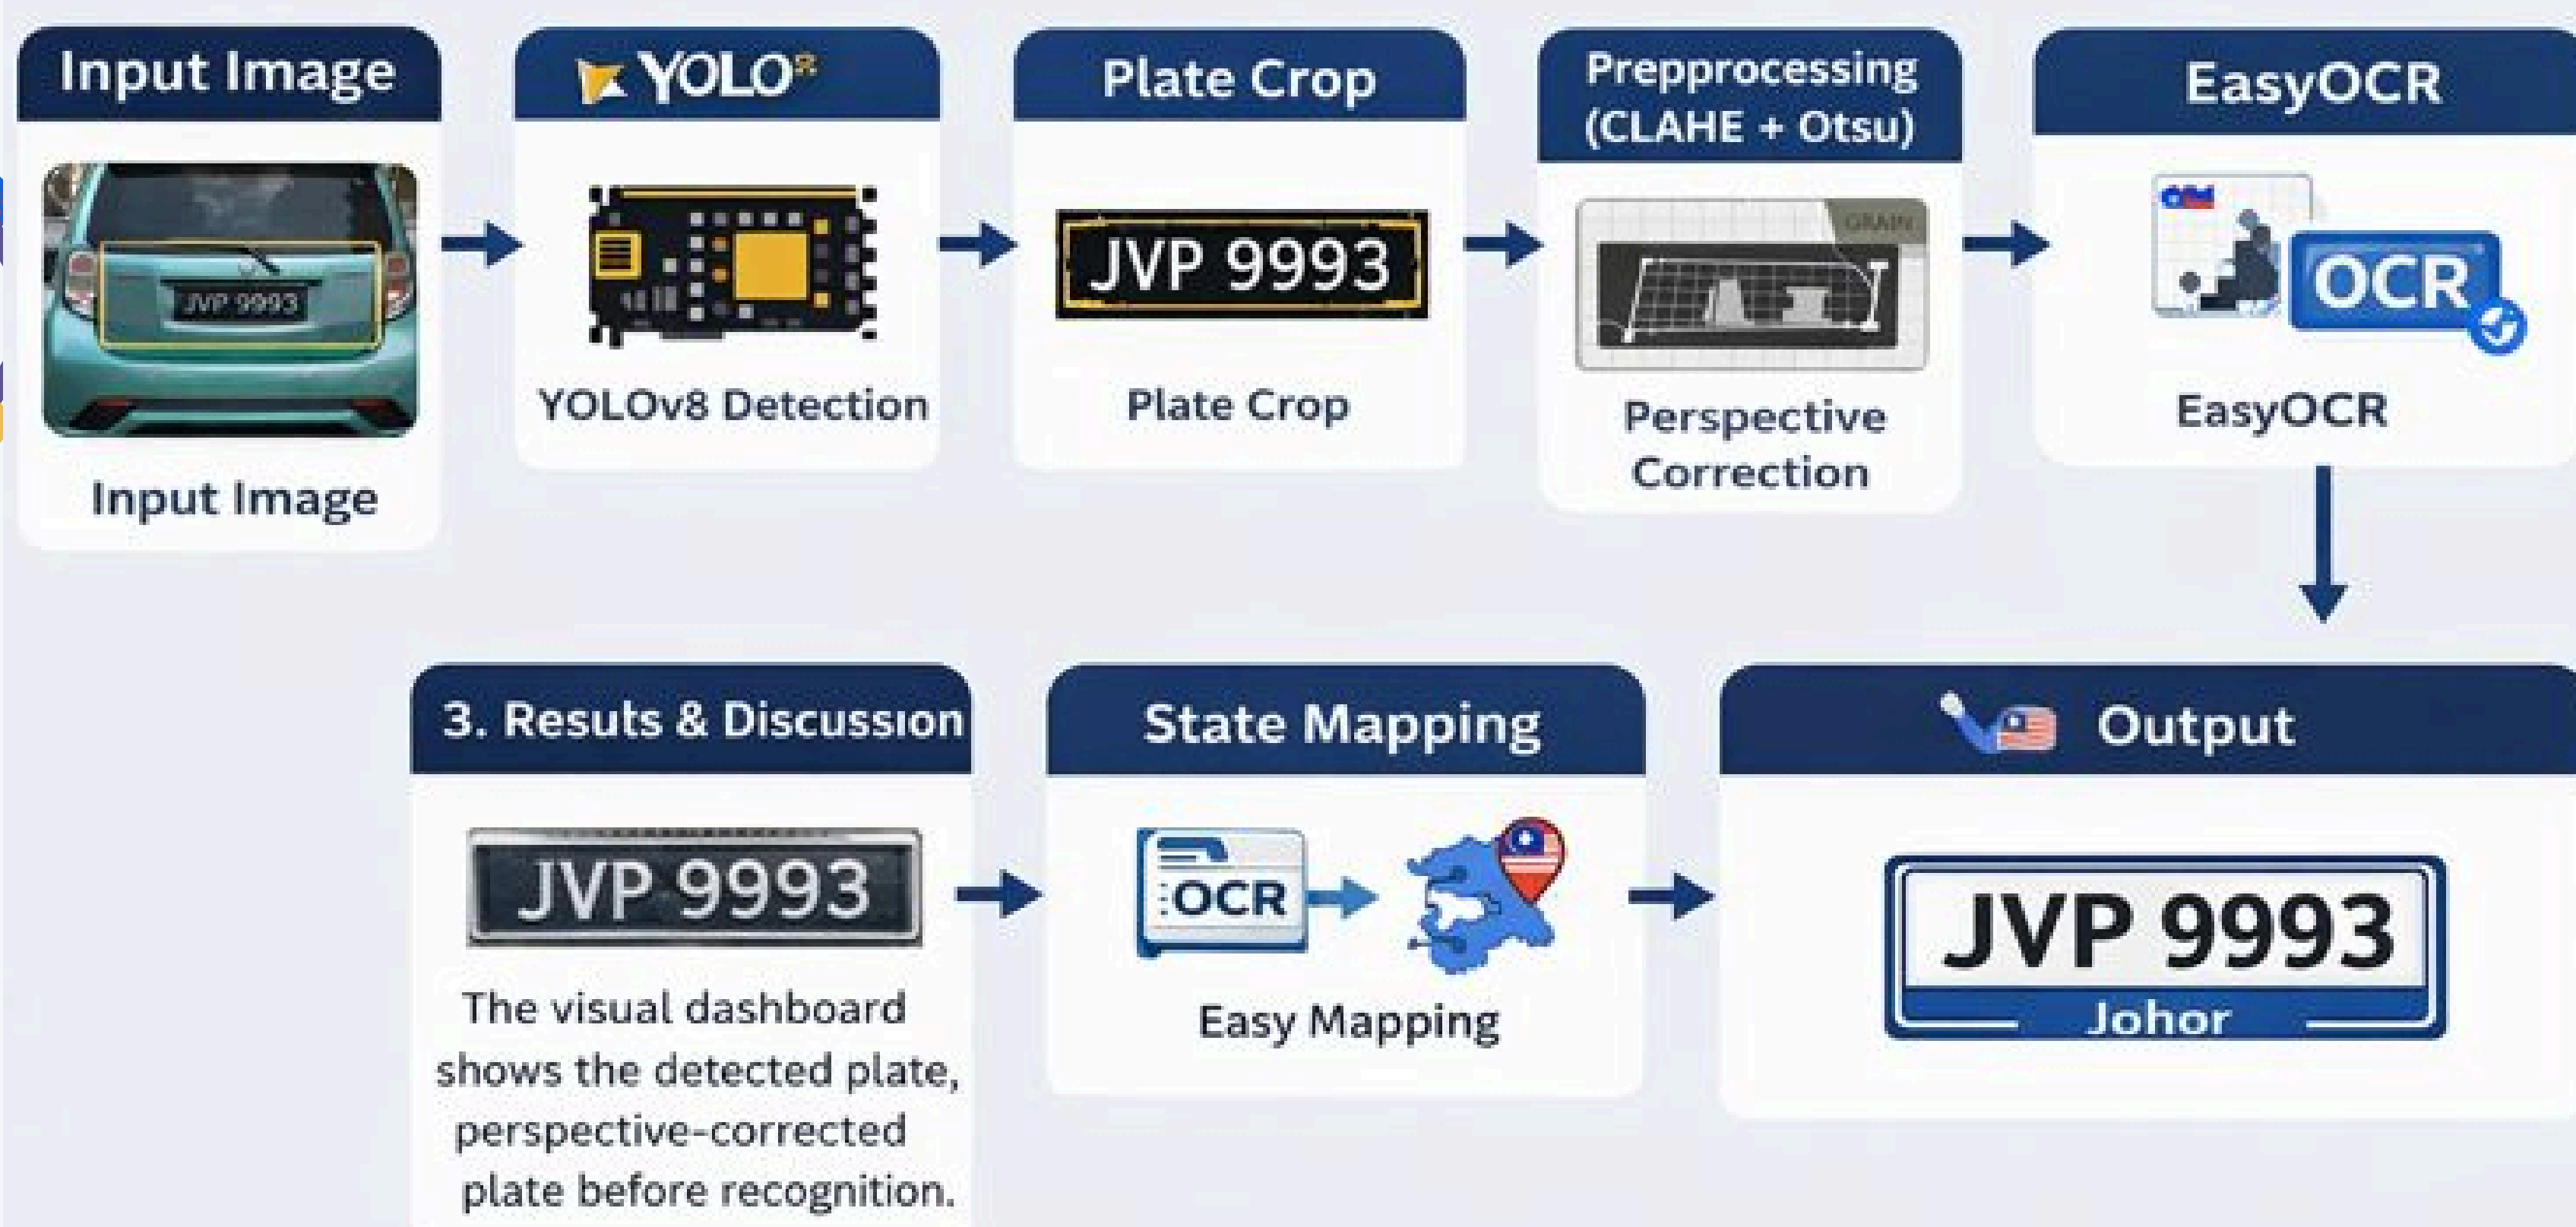 Input Image
JVP 9993
Input Image
YOLO
YOLOv8 Detection
Plate Crop
JVP 9993
Plate Crop
Prepprocessing
(CLAHE + Otsu)
GRAIN
Perspective
Correction
EasyOCR
OCR
EasyOCR
3. Resuts & Discussion
JVP 9993
The visual dashboard
shows the detected plate,
perspective-corrected
plate before recognition.
State Mapping
OCR
Easy Mapping
Output
JVP 9993
Johor